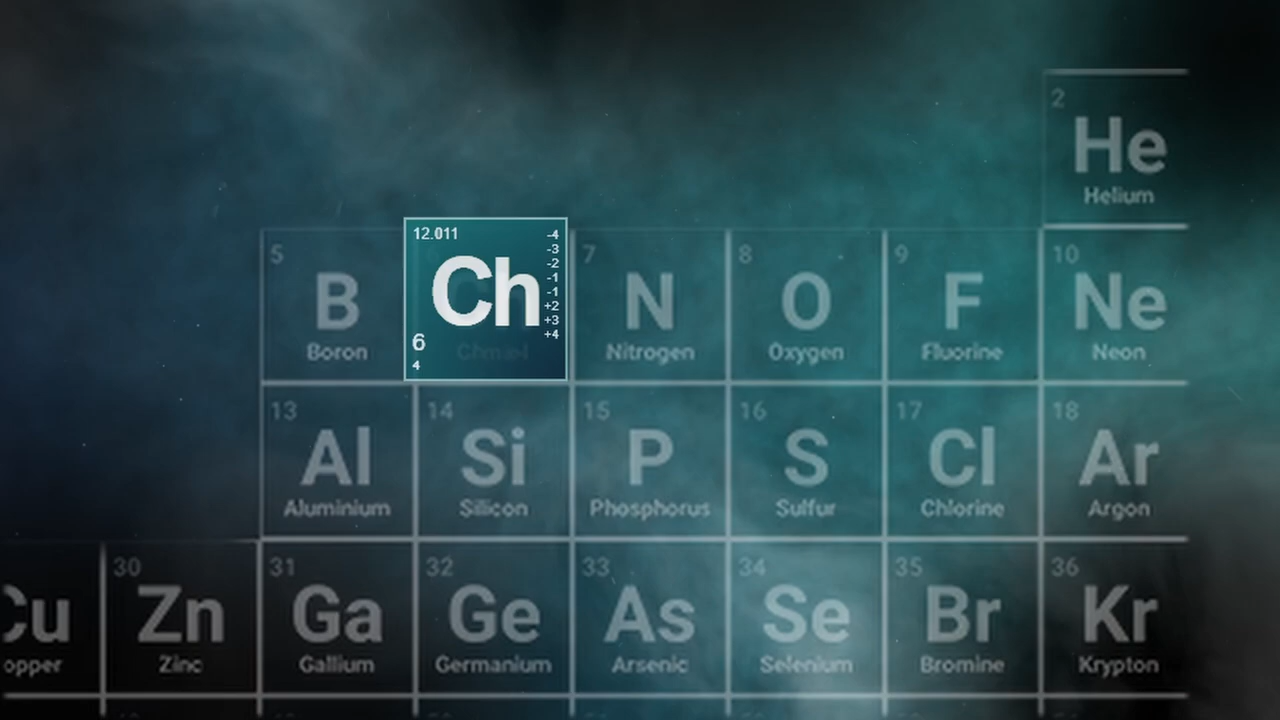 2
He
Helium
5
B
Boron
12.011
-4
-3
-2
-1
-1
+2
+3
+4
Ch
6
4
7
N
Nitrogen
8
O
Oxygen
9
F
Fluorine
10
Ne
Neon
13
Al
Aluminium
14
Si
Silicon
15
P
Phosphorus
16
S
Sulfur
17
Cl
Chlorine
18
Ar
Argon
Cu
opper
30
Zn
Zinc
31
Ga
Gallium
32
Ge
Germanium
33
As
Arsenic
34
Se
Selenium
35
Br
Bromine
36
Kr
Krypton